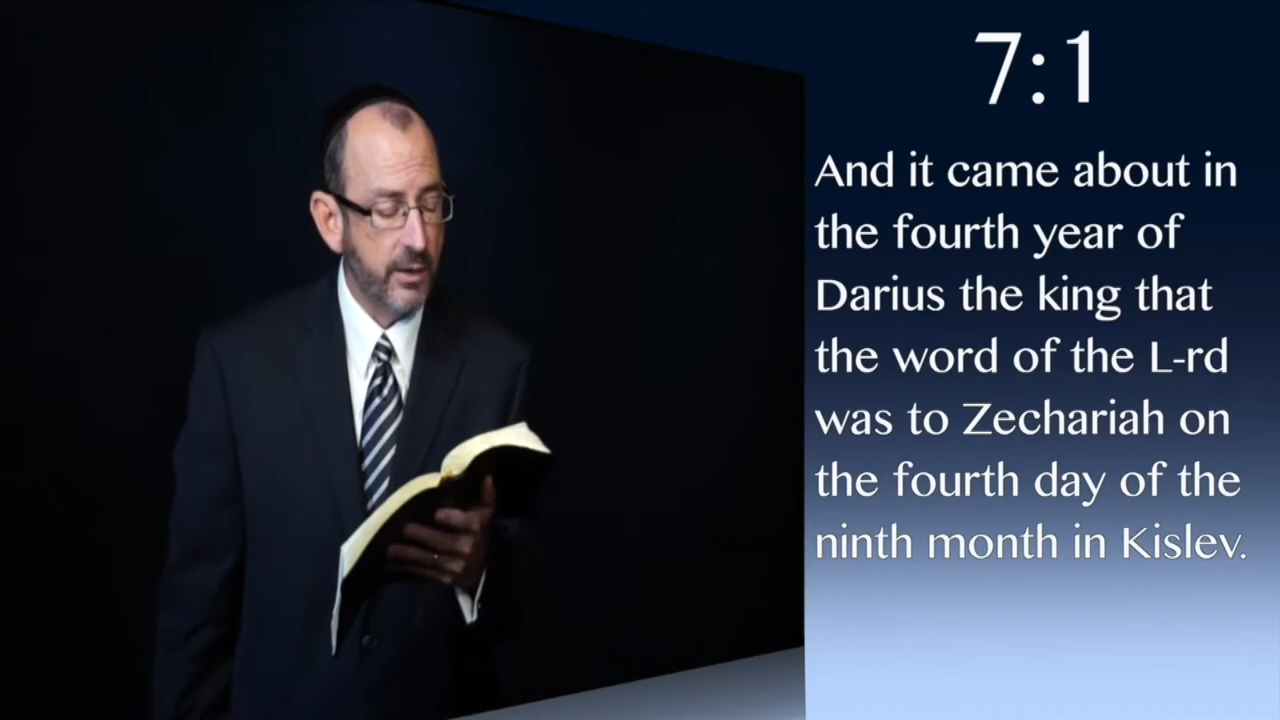 7:1
And it came about in
the fourth year of
Darius the king that
the word of the L-rd
was to Zechariah on
the fourth day of the
ninth month in Kislev.